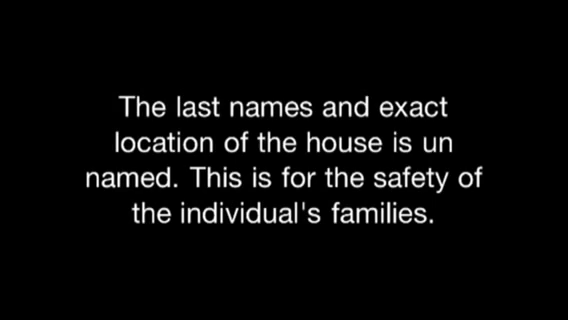 The last names and exact
location of the house is un
named. This is for the safety of
the individual's families.